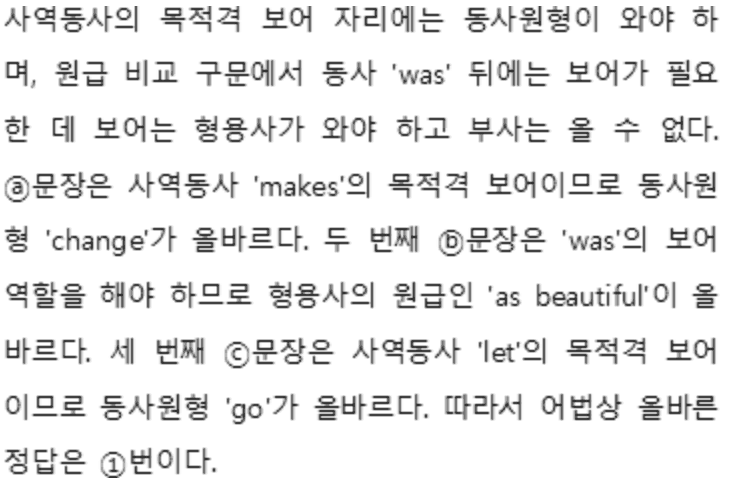 사역동사의 목적격 보어 자리에는 동사원형이 와야 하
며, 원급 비교 구문에서 동사 'was' 뒤에는 보어가 필요
한 데 보어는 형용사가 와야 하고 부사는 올 수 없다.
ⓐ문장은 사역동사 'makes'의 목적격 보어이므로 동사원
형 'change'가 올바르다. 두 번째 ⓑ문장은 'was'의 보어
역할을 해야 하므로 형용사의 원급인 'as beautiful'이 올
바르다. 세 번째 ⓒ문장은 사역동사 'let'의 목적격 보어
이므로 동사원형 'go'가 올바르다. 따라서 어법상 올바른
정답은 ①번이다.